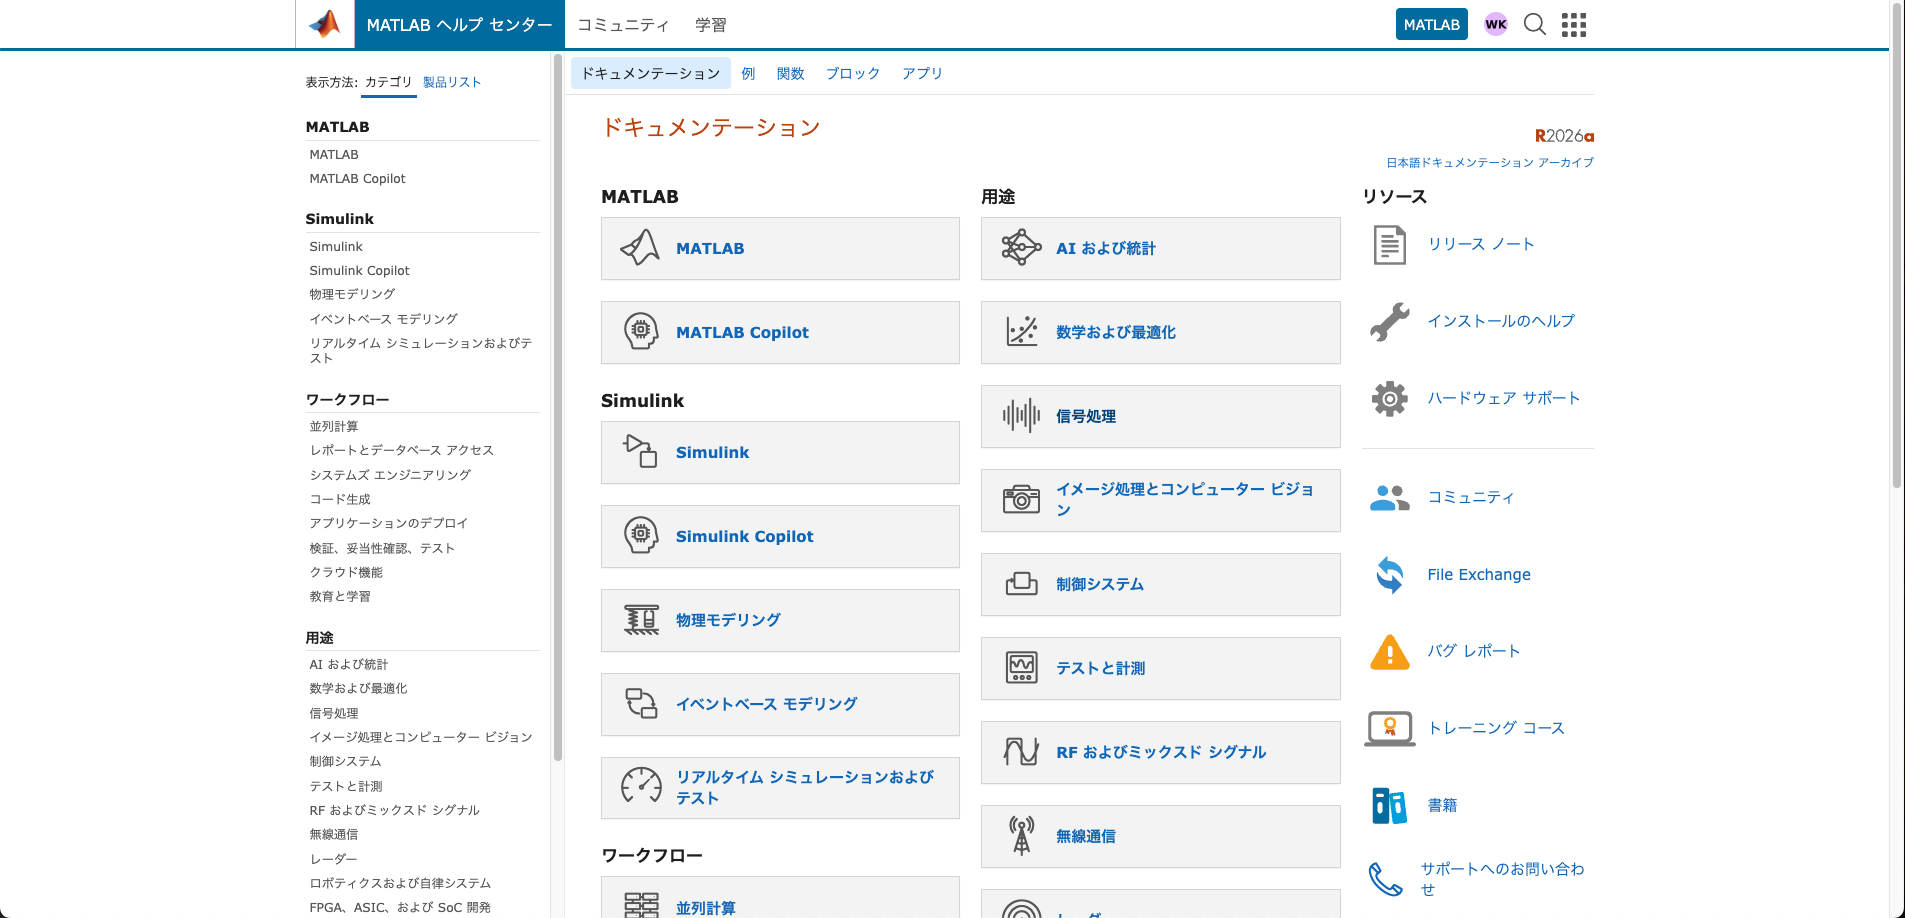 MATLAB ヘルプ センター
コミュニティ
学習
MATLAB
WK
表示方法:
カテゴリ
製品リスト
MATLAB
MATLAB
MATLAB Copilot
Simulink
Simulink
Simulink Copilot
物理モデリング
イベントベース モデリング
リアルタイム シミュレーションおよびテ
スト
ワークフロー
並列計算
レポートとデータベース アクセス
システムズ エンジニアリング
コード生成
アプリケーションのデプロイ
検証、妥当性確認、テスト
クラウド機能
教育と学習
用途
AI および統計
数学および最適化
信号処理
イメージ処理とコンピューター ビジョン
制御システム
テストと計測
RF およびミックスド シグナル
無線通信
レーダー
ロボティクスおよび自律システム
FPGA、ASIC、および SoC 開発
ドキュメンテーション
例
関数
ブロック
アプリ
ドキュメンテーション
R2026a
日本語ドキュメンテーション アーカイブ
MATLAB
MATLAB
MATLAB Copilot
Simulink
Simulink
Simulink Copilot
物理モデリング
イベントベース モデリング
リアルタイム シミュレーションおよび
テスト
ワークフロー
並列計算
用途
AI および統計
数学および最適化
信号処理
イメージ処理とコンピューター ビジョ
ン
制御システム
テストと計測
RF およびミックスド シグナル
無線通信
リソース
リリース ノート
インストールのヘルプ
ハードウェア サポート
コミュニティ
File Exchange
バグ レポート
トレーニング コース
書籍
サポートへのお問い合わ
せ